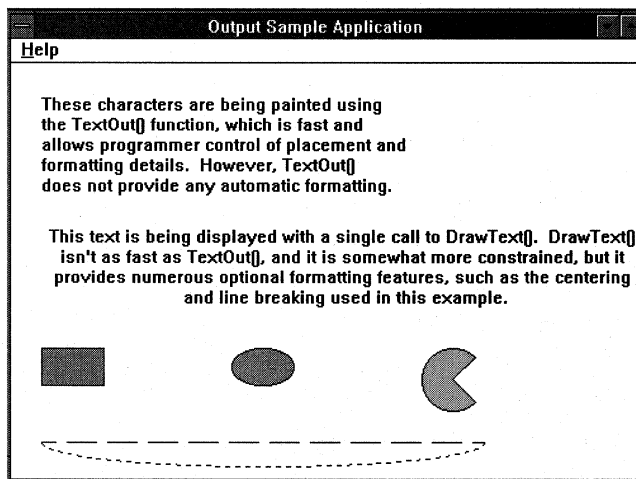 Output Sample Application
Help
These characters are being painted using
the TextOut() function, which is fast and
allows programmer control of placement and
formatting details.  However, TextOut()
does not provide any automatic formatting.
This text is being displayed with a single call to DrawText().  DrawText()
isn't as fast as TextOut(), and it is somewhat more constrained, but it
provides numerous optional formatting features, such as the centering
and line breaking used in this example.